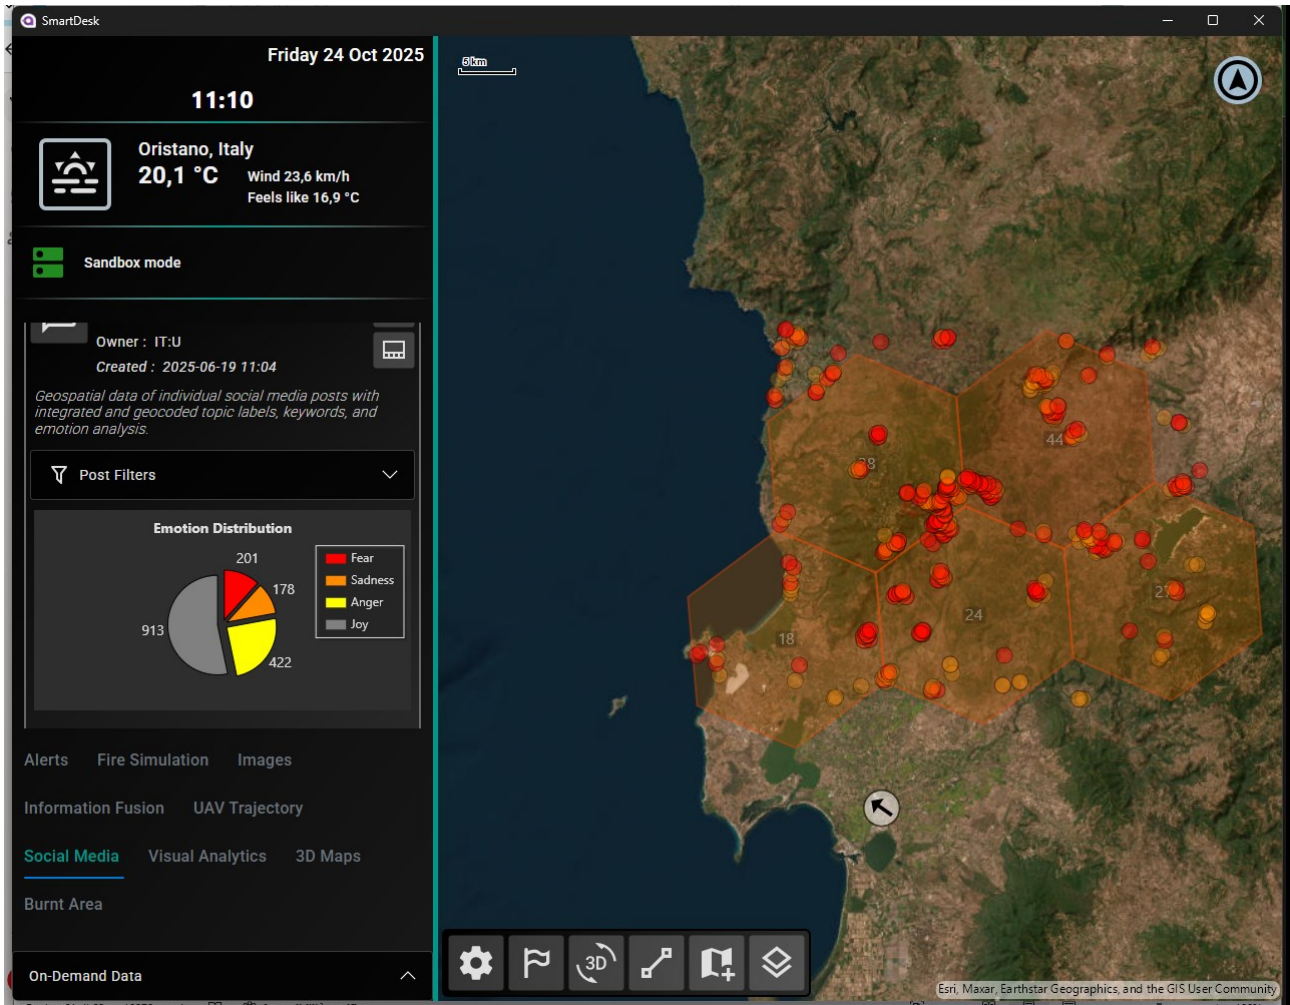 SmartDesk
Friday 24 Oct 2025
11:10
Oristano, Italy
20,1 °C
Wind 23,6 km/h
Feels like 16,9 °C
Sandbox mode
Owner : IT:U
Created : 2025-06-19 11:04
Geospatial data of individual social media posts with
integrated and geocoded topic labels, keywords, and
emotion analysis.
Post Filters
Emotion Distribution
201
178
422
913
Fear
Sadness
Anger
Joy
Alerts Fire Simulation Images
Information Fusion UAV Trajectory
Social Media Visual Analytics 3D Maps
Burnt Area
On-Demand Data
5 km
44
18
24
3D
Esri, Maxar, Earthstar Geographics, and the GIS User Community